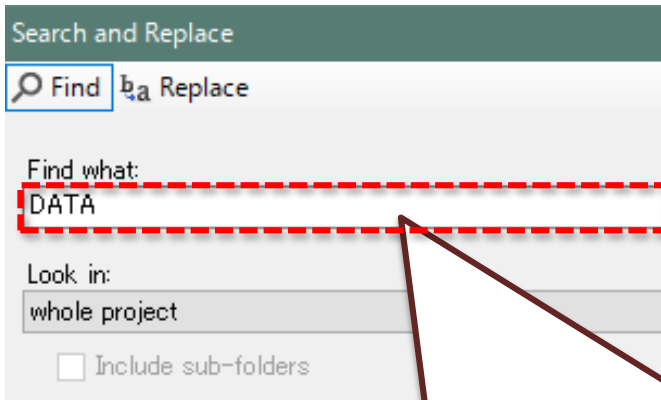 Search and Replace
Find Replace
Find what:
DATA
Look in:
whole project
Include sub-folders